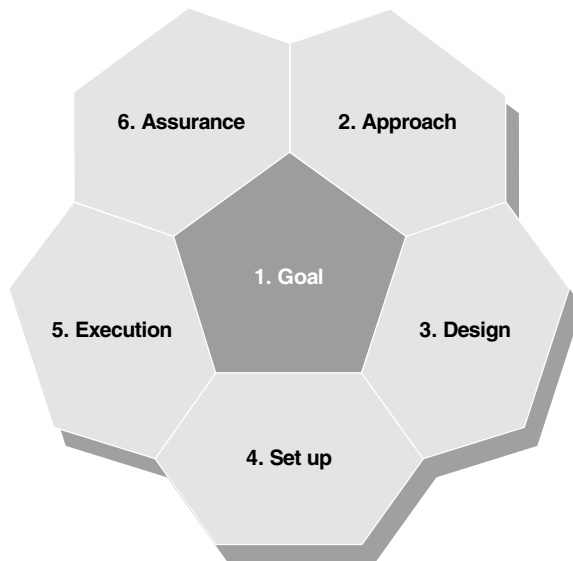 6. Assurance
2. Approach
1. Goal
5. Execution
3. Design
4. Set up